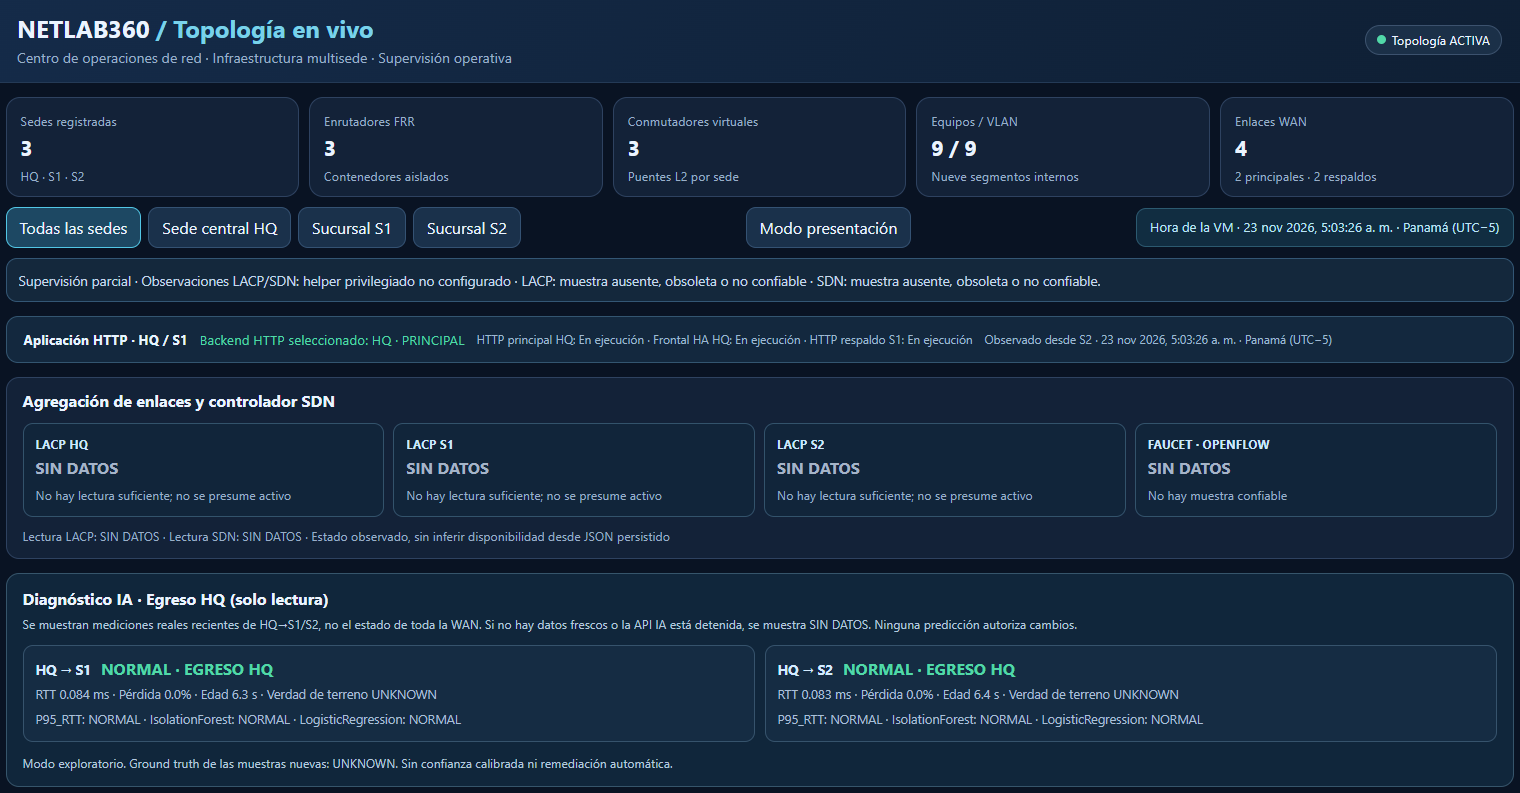 NETLAB360 / Topología en vivo
Centro de operaciones de red · Infraestructura multisede · Supervisión operativa
Topología ACTIVA
Sedes registradas
3
HQ · S1 · S2
Enrutadores FRR
3
Contenedores aislados
Conmutadores virtuales
3
Puentes L2 por sede
Equipos / VLAN
9 / 9
Nueve segmentos internos
Enlaces WAN
4
2 principales · 2 respaldos
Todas las sedes
Sede central HQ
Sucursal S1
Sucursal S2
Modo presentación
Hora de la VM · 23 nov 2026, 5:03:26 a. m. · Panamá (UTC−5)
Supervisión parcial · Observaciones LACP/SDN: helper privilegiado no configurado · LACP: muestra ausente, obsoleta o no confiable · SDN: muestra ausente, obsoleta o no confiable.
Aplicación HTTP · HQ / S1 Backend HTTP seleccionado: HQ · PRINCIPAL HTTP principal HQ: En ejecución · Frontal HA HQ: En ejecución · HTTP respaldo S1: En ejecución Observado desde S2 · 23 nov 2026, 5:03:26 a. m. · Panamá (UTC−5)
Agregación de enlaces y controlador SDN
LACP HQ
SIN DATOS
No hay lectura suficiente; no se presume activo
LACP S1
SIN DATOS
No hay lectura suficiente; no se presume activo
LACP S2
SIN DATOS
No hay lectura suficiente; no se presume activo
FAUCET · OPENFLOW
SIN DATOS
No hay muestra confiable
Lectura LACP: SIN DATOS · Lectura SDN: SIN DATOS · Estado observado, sin inferir disponibilidad desde JSON persistido
Diagnóstico IA · Egreso HQ (solo lectura)
Se muestran mediciones reales recientes de HQ→S1/S2, no el estado de toda la WAN. Si no hay datos frescos o la API IA está detenida, se muestra SIN DATOS. Ninguna predicción autoriza cambios.
HQ → S1 NORMAL · EGRESO HQ
RTT 0.084 ms · Pérdida 0.0% · Edad 6.3 s · Verdad de terreno UNKNOWN
P95_RTT: NORMAL · IsolationForest: NORMAL · LogisticRegression: NORMAL
HQ → S2 NORMAL · EGRESO HQ
RTT 0.083 ms · Pérdida 0.0% · Edad 6.4 s · Verdad de terreno UNKNOWN
P95_RTT: NORMAL · IsolationForest: NORMAL · LogisticRegression: NORMAL
Modo exploratorio. Ground truth de las muestras nuevas: UNKNOWN. Sin confianza calibrada ni remediación automática.